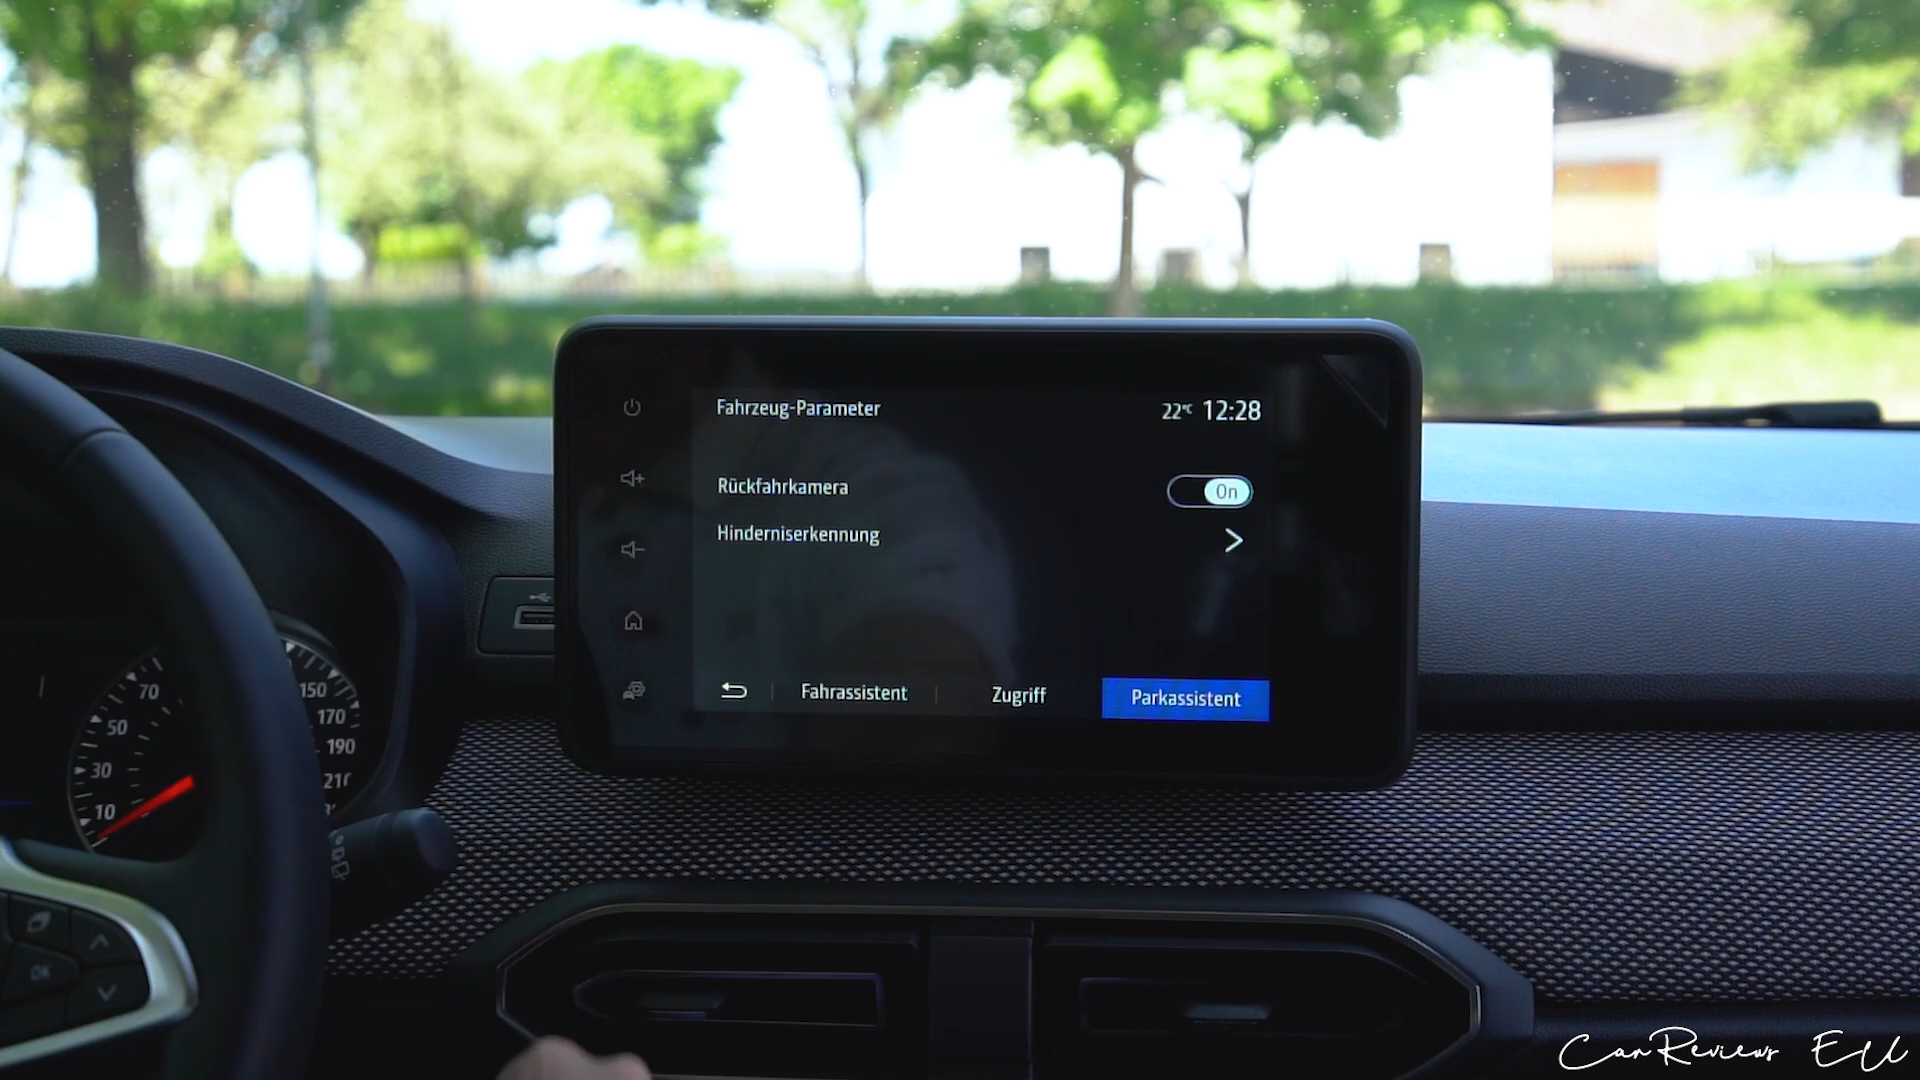 Fahrzeug-Parameter
22°C 12:28
Rückfahrkamera
On
Hinderniserkennung
Fahrassistent
Zugriff
Parkassistent
70
50
30
10
150
170
190
OK
CarReviews EU